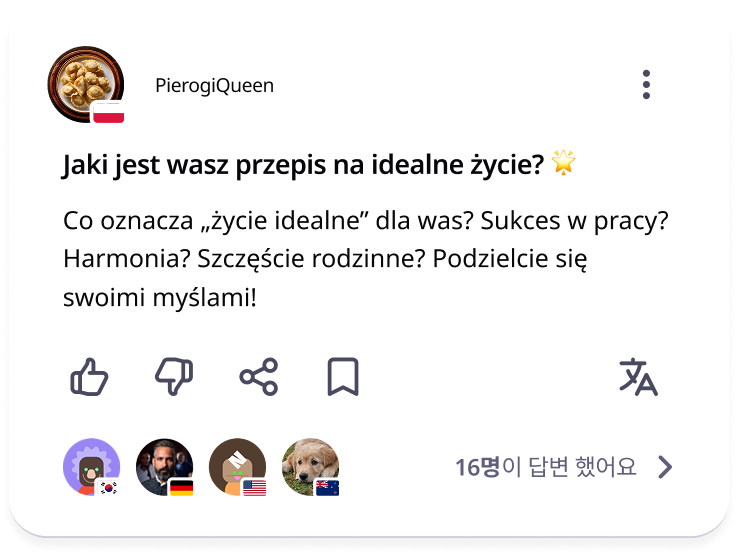 PierogiQueen
Jaki jest wasz przepis na idealne życie? 🌟
Co oznacza „życie idealne” dla was? Sukces w pracy?
Harmonia? Szczęście rodzinne? Podzielcie się
swoimi myślami!
16명이 답변 했어요